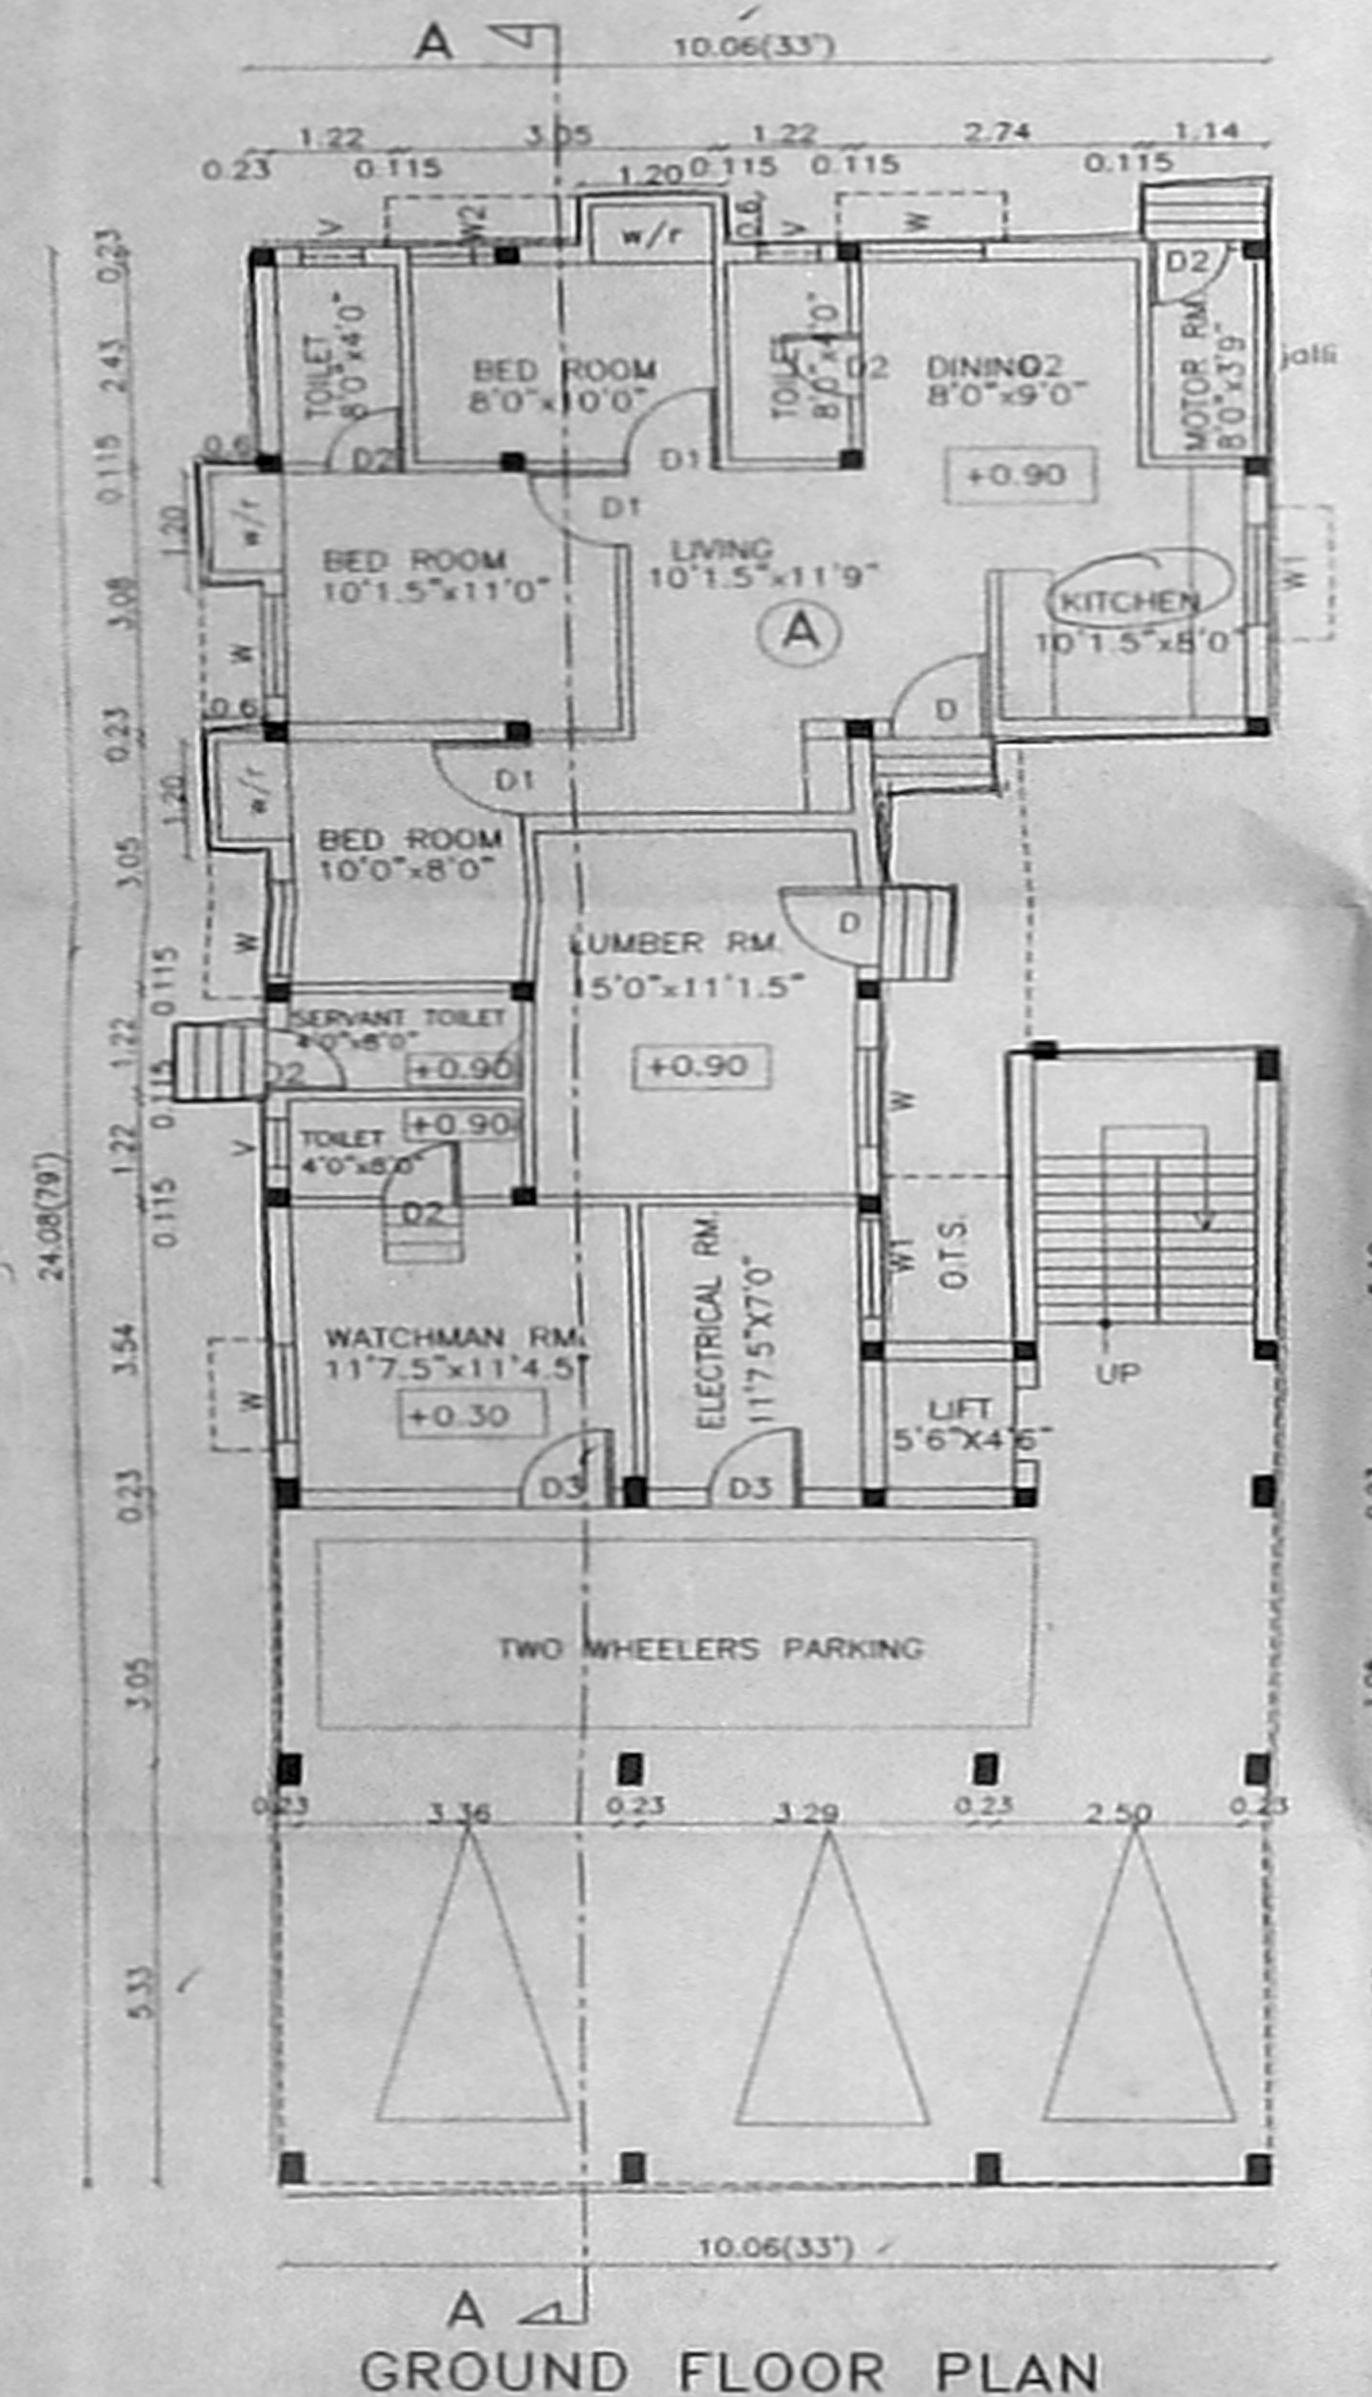 A
10.06(33')
1.22 3.05 1.22 2.74 1.14
0.23 0.115 1.20 0.115 0.115 0.115
V W2 w/r 0.6 V W
D2
0.23
TOILET
8'0"x4'0"
BED ROOM
8'0"x10'0"
TOILET
8'0"x4'0"
D2
DINING2
8'0"x9'0"
MOTOR RM.
8'0"x3'9"
jalli
2.43
D2
D1
+0.90
0.6
0.115
D1
w/r
1.20
BED ROOM
10'1.5"x11'0"
LIVING
10'1.5"x11'9"
A
KITCHEN
10'1.5"x8'0"
W1
3.08
W
0.6
D
0.23
D1
w/r
1.20
BED ROOM
10'0"x8'0"
3.05
W
D
LUMBER RM.
15'0"x11'1.5"
0.115
SERVANT TOILET
4'0"x8'0"
+0.90
D2
1.22
+0.90
W
0.115
+0.90
TOILET
4'0"x8'0"
V
1.22
D2
0.115
24.08(79')
W1
O.T.S.
ELECTRICAL RM.
11'7.5"X7'0"
WATCHMAN RM.
11'7.5"x11'4.5"
+0.30
3.54
W
UP
LIFT
5'6"X4'6"
D3
D3
0.23
TWO WHEELERS PARKING
3.05
0.23 3.36 0.23 3.29 0.23 2.50 0.23
5.33
10.06(33')
A
GROUND FLOOR PLAN